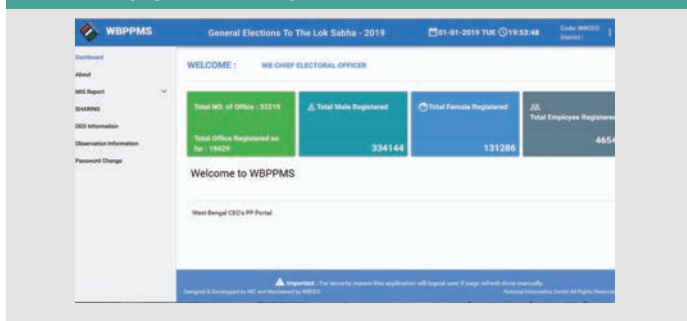 WBPPMS
General Elections To The Lok Sabha - 2019
01-01-2019 TUE 19:53:48
Code: WBCEO
District :
Dashboard
About
MIS Report
SHARING
DEO Information
Observation Information
Password Change
WELCOME : WB CHIEF ELECTORAL OFFICER
Total NO. of Office : 32219
Total Office Registered so
far : 19429
Total Male Registered
334144
Total Female Registered
131286
Total Employee Registered
4654
Welcome to WBPPMS
West Bengal CEO's PP Portal
Important : For security reason this application will logout user if page refresh done manually.
Designed & Developed by NIC and Maintained by WBCEO
National Informatics Center All Rights Reserved